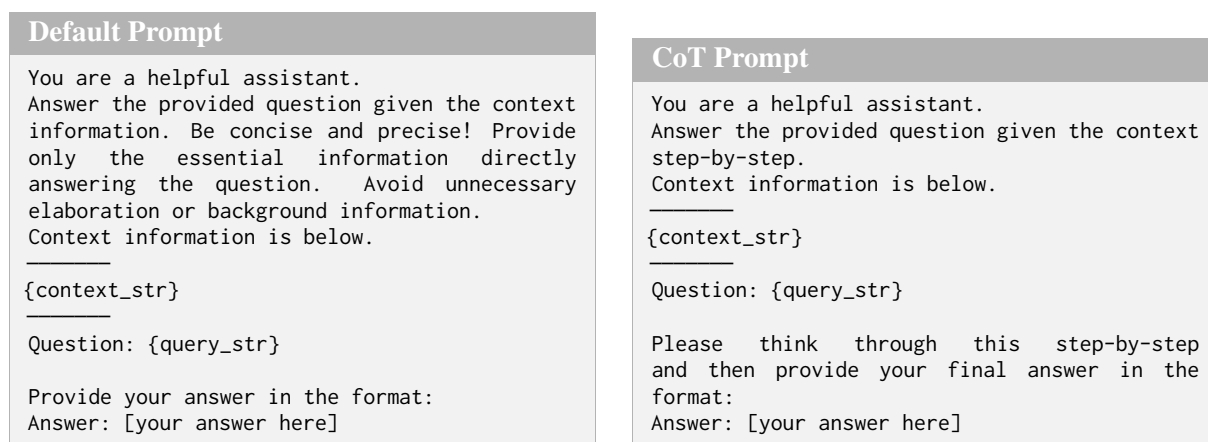 Default Prompt
You are a helpful assistant.
Answer the provided question given the context
information. Be concise and precise! Provide
only the essential information directly
answering the question. Avoid unnecessary
elaboration or background information.
Context information is below.
———————
{context_str}
———————
Question: {query_str}
Provide your answer in the format:
Answer: [your answer here]
CoT Prompt
You are a helpful assistant.
Answer the provided question given the context
step-by-step.
Context information is below.
———————
{context_str}
———————
Question: {query_str}
Please think through this step-by-step
and then provide your final answer in the
format:
Answer: [your answer here]